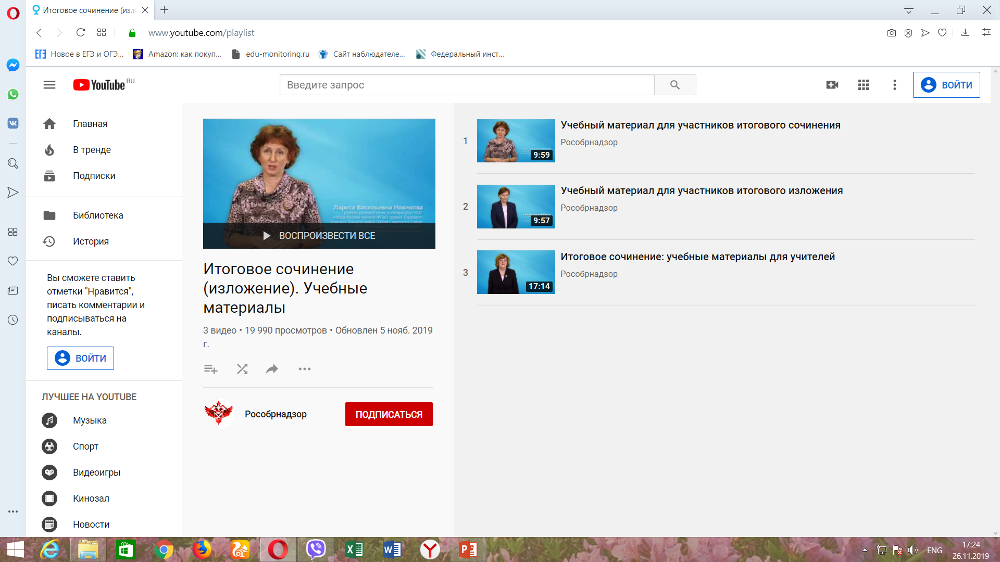 Итоговое сочинение (изл
www.youtube.com/playlist
Новое в ЕГЭ и ОГЭ...
Amazon: как покуп...
edu-monitoring.ru
Сайт наблюдателе...
Федеральный инст...
YouTube RU
Введите запрос
ВОЙТИ
Главная
В тренде
Подписки
Библиотека
История
Вы сможете ставить
отметки "Нравится",
писать комментарии и
подписываться на
каналы.
ВОЙТИ
ЛУЧШЕЕ НА YOUTUBE
Музыка
Спорт
Видеоигры
Кинозал
Новости
Лариса Васильевна Новикова
ВОСПРОИЗВЕСТИ ВСЕ
Итоговое сочинение
(изложение). Учебные
материалы
3 видео • 19 990 просмотров • Обновлен 5 нояб. 2019
г.
Рособрнадзор
ПОДПИСАТЬСЯ
1
9:59
Учебный материал для участников итогового сочинения
Рособрнадзор
2
9:57
Учебный материал для участников итогового изложения
Рособрнадзор
3
17:14
Итоговое сочинение: учебные материалы для учителей
Рособрнадзор
ENG
17:24
26.11.2019